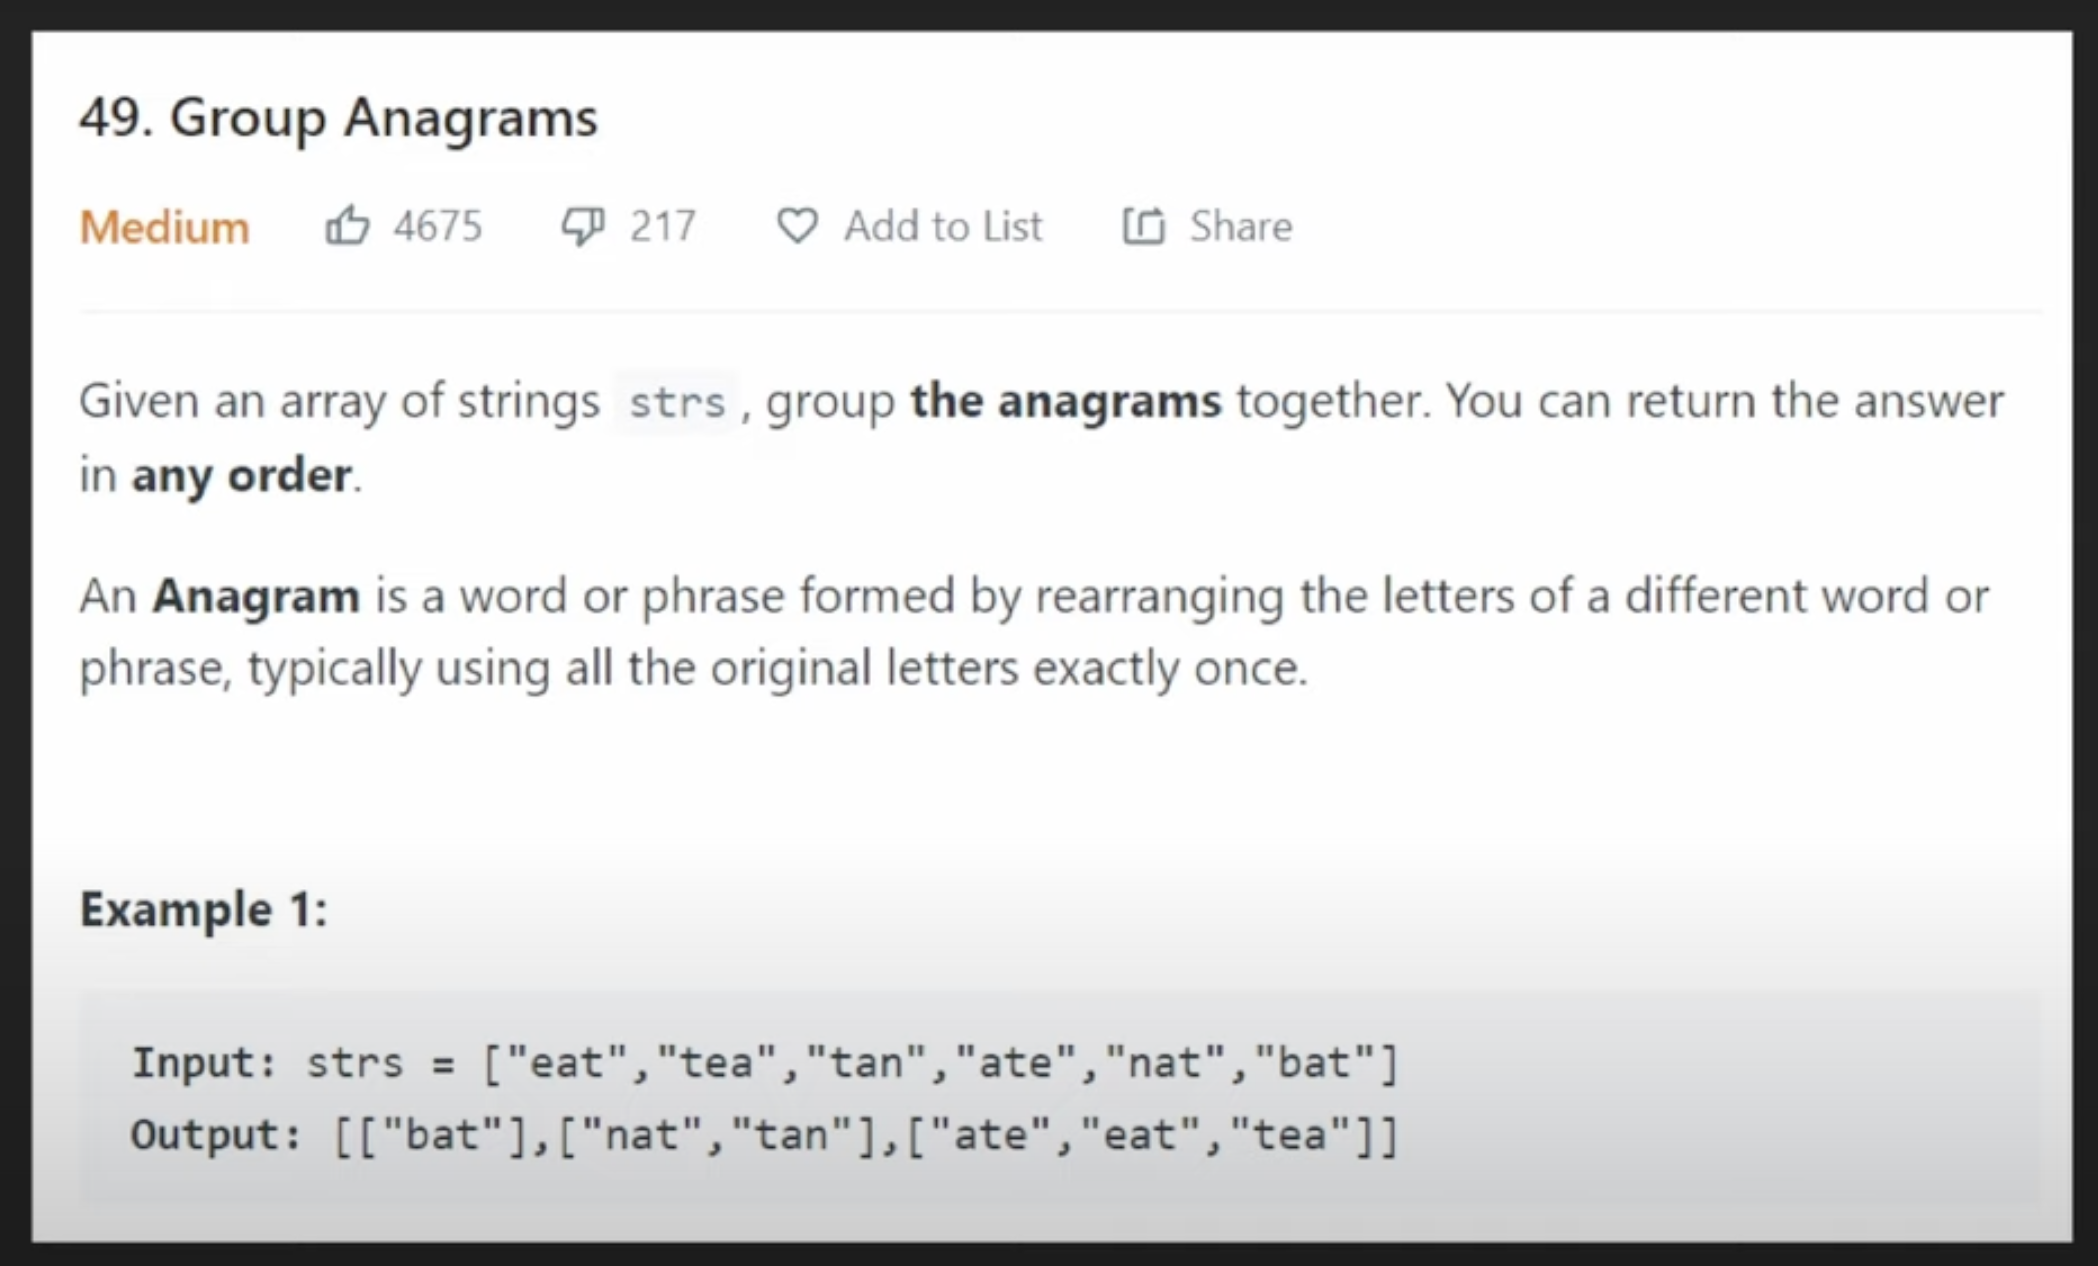 49. Group Anagrams
Medium 4675 217 Add to List Share
Given an array of strings strs, group the anagrams together. You can return the answer
in any order.
An Anagram is a word or phrase formed by rearranging the letters of a different word or
phrase, typically using all the original letters exactly once.
Example 1:
Input: strs = ["eat","tea","tan","ate","nat","bat"]
Output: [["bat"],["nat","tan"],["ate","eat","tea"]]